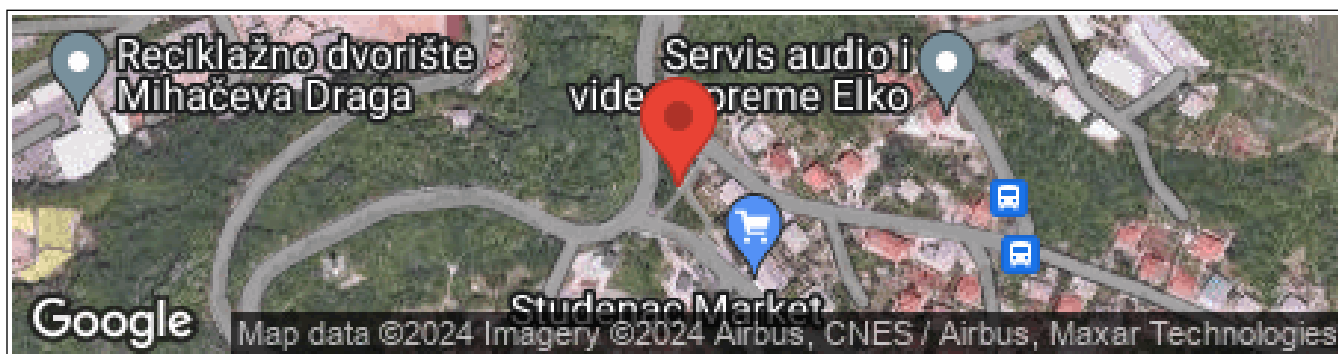 Reciklažno dvorište
Mihačeva Draga
Servis audio i
video opreme Elko
Studenac Market
Google
Map data ©2024 Imagery ©2024 Airbus, CNES / Airbus, Maxar Technologies